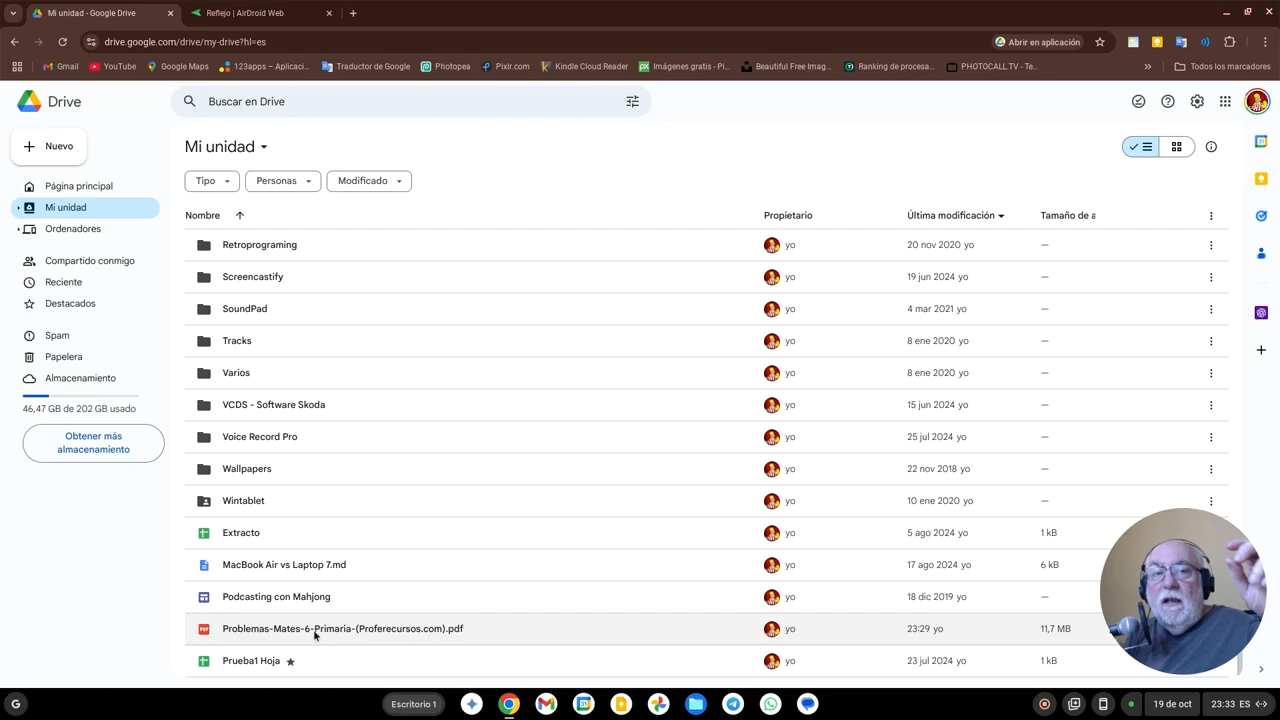 Mi unidad - Google Drive
Reflejo | AirDroid Web
drive.google.com/drive/my-drive?hl=es
Abrir en aplicación
Gmail
YouTube
Google Maps
123apps – Aplicaci...
Traductor de Google
Photopea
Pixlr.com
Kindle Cloud Reader
Imágenes gratis - Pi...
Beautiful Free Imag...
Ranking de procesa...
PHOTOCALL.TV - Te...
Todos los marcadores
Drive
Buscar en Drive
Nuevo
Mi unidad
Tipo
Personas
Modificado
Página principal
Mi unidad
Ordenadores
Compartido conmigo
Reciente
Destacados
Spam
Papelera
Almacenamiento
46,47 GB de 202 GB usado
Obtener más
almacenamiento
Nombre Propietario Última modificación Tamaño de a
Retroprograming yo 20 nov 2020 yo —
Screencastify yo 19 jun 2024 yo —
SoundPad yo 4 mar 2021 yo —
Tracks yo 8 ene 2020 yo —
Varios yo 8 ene 2020 yo —
VCDS - Software Skoda yo 15 jun 2024 yo —
Voice Record Pro yo 25 jul 2024 yo —
Wallpapers yo 22 nov 2018 yo —
Wintablet yo 10 ene 2020 yo —
Extracto yo 5 ago 2024 yo 1 kB
MacBook Air vs Laptop 7.md yo 17 ago 2024 yo 6 kB
Podcasting con Mahjong yo 18 dic 2019 yo —
Problemas-Mates-6-Primaria-(Proferecursos.com).pdf yo 23:29 yo 11,7 MB
Prueba1 Hoja yo 23 jul 2024 yo 1 kB
Escritorio 1
19 de oct
23:33 ES